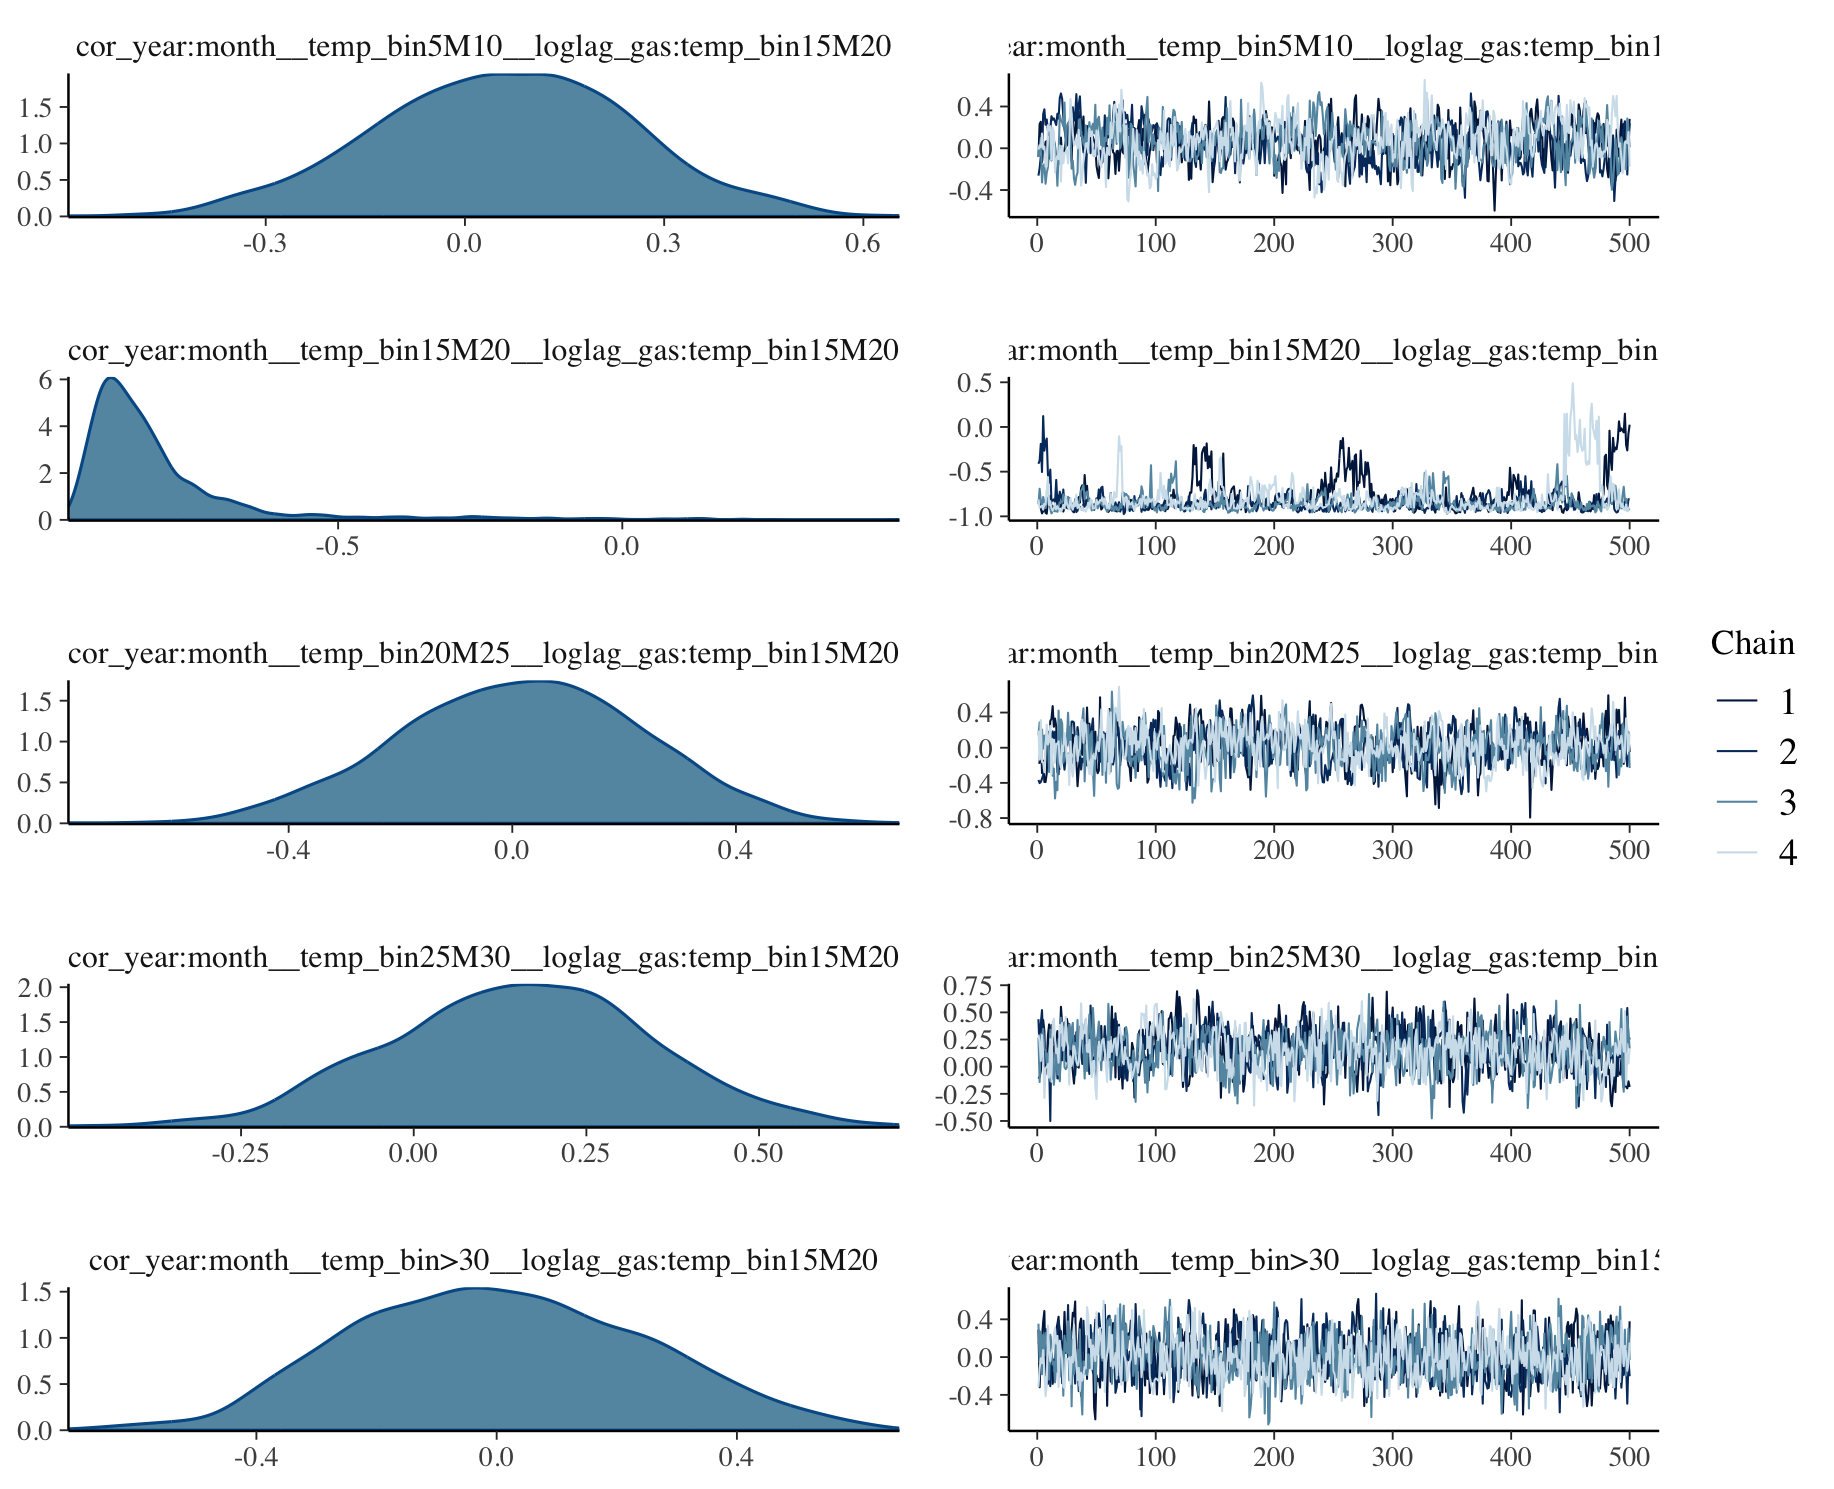 cor_year:month__temp_bin5M10__loglag_gas:temp_bin15M20
ar:month__temp_bin5M10__loglag_gas:temp_bin1
1.5
1.0
0.5
0.0
-0.3 0.0 0.3 0.6
0.4
0.0
-0.4
0 100 200 300 400 500
cor_year:month__temp_bin15M20__loglag_gas:temp_bin15M20
ar:month__temp_bin15M20__loglag_gas:temp_bin
6
4
2
0
-0.5 0.0
0.5
0.0
-0.5
-1.0
0 100 200 300 400 500
cor_year:month__temp_bin20M25__loglag_gas:temp_bin15M20
ar:month__temp_bin20M25__loglag_gas:temp_bin
1.5
1.0
0.5
0.0
-0.4 0.0 0.4
0.4
0.0
-0.4
-0.8
0 100 200 300 400 500
Chain
1
2
3
4
cor_year:month__temp_bin25M30__loglag_gas:temp_bin15M20
ar:month__temp_bin25M30__loglag_gas:temp_bin
2.0
1.5
1.0
0.5
0.0
-0.25 0.00 0.25 0.50
0.75
0.50
0.25
0.00
-0.25
-0.50
0 100 200 300 400 500
cor_year:month__temp_bin>30__loglag_gas:temp_bin15M20
ear:month__temp_bin>30__loglag_gas:temp_bin15
1.5
1.0
0.5
0.0
-0.4 0.0 0.4
0.4
0.0
-0.4
0 100 200 300 400 500